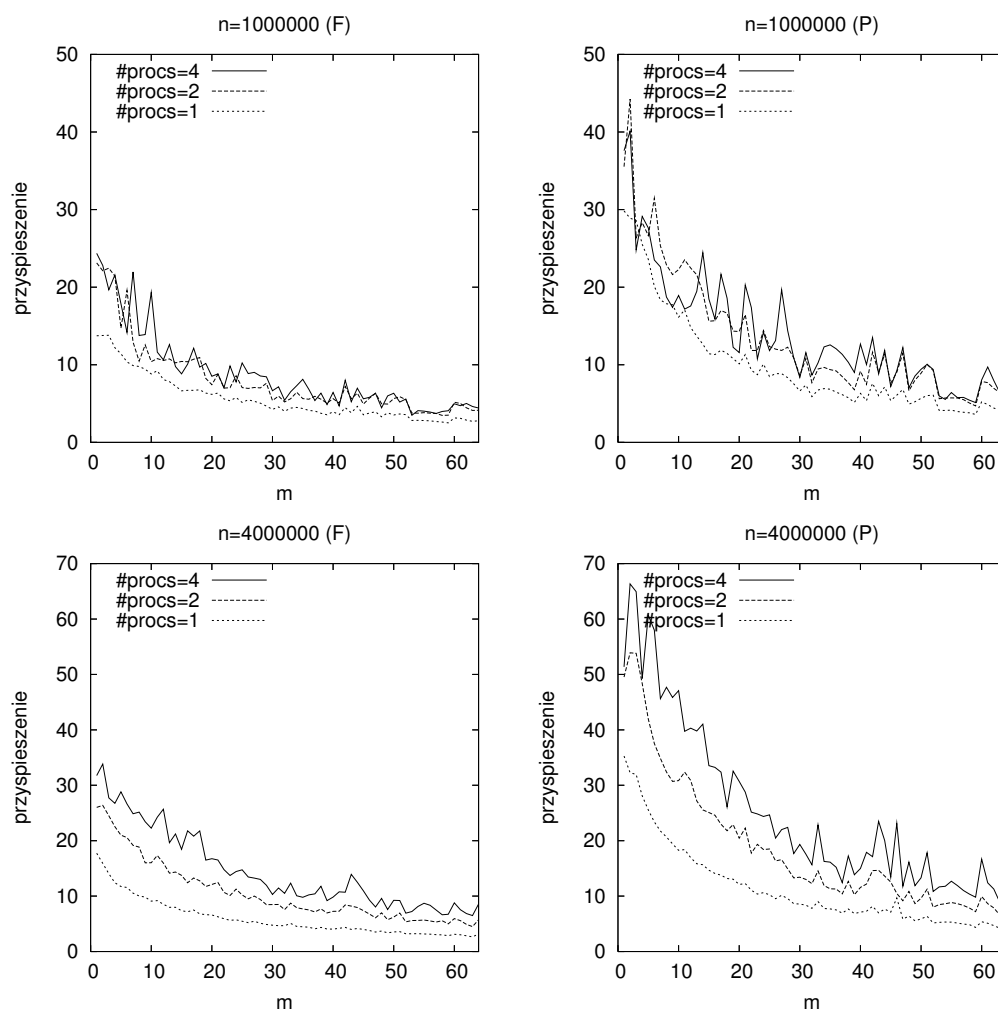 n=1000000 (F)
50
40
30
20
10
0
przyspieszenie
#procs=4
#procs=2
#procs=1
0 10 20 30 40 50 60
m
n=1000000 (P)
50
40
30
20
10
0
przyspieszenie
#procs=4
#procs=2
#procs=1
0 10 20 30 40 50 60
m
n=4000000 (F)
70
60
50
40
30
20
10
0
przyspieszenie
#procs=4
#procs=2
#procs=1
0 10 20 30 40 50 60
m
n=4000000 (P)
70
60
50
40
30
20
10
0
przyspieszenie
#procs=4
#procs=2
#procs=1
0 10 20 30 40 50 60
m